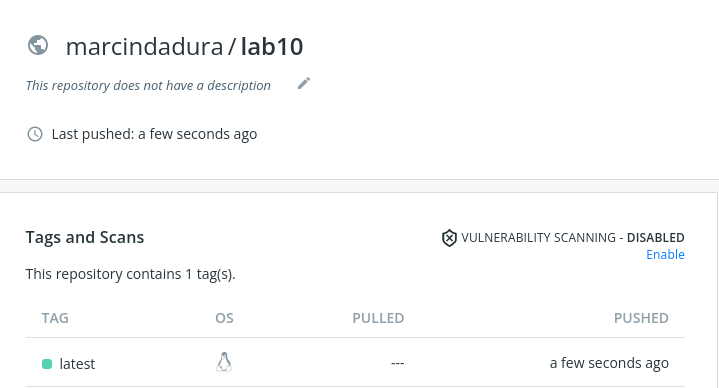 marcindadura / lab10
This repository does not have a description
Last pushed: a few seconds ago
Tags and Scans
VULNERABILITY SCANNING - DISABLED
Enable
This repository contains 1 tag(s).
TAG OS PULLED PUSHED
latest --- a few seconds ago